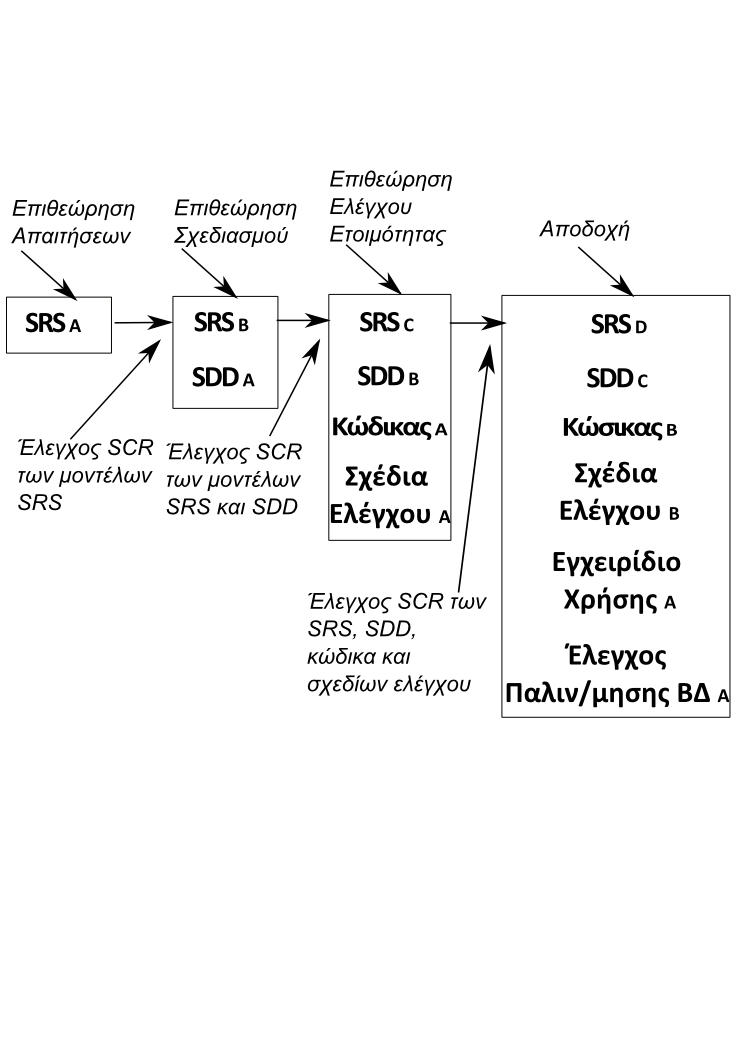 Επιθεώρηση
Απαιτήσεων
Επιθεώρηση
Σχεδιασμού
Επιθεώρηση
Ελέγχου
Ετοιμότητας
Αποδοχή
SRS A
SRS B
SDD A
SRS C
SDD B
Κώδικας A
Σχέδια
Ελέγχου A
SRS D
SDD C
Κώσικας B
Σχέδια
Ελέγχου B
Εγχειρίδιο
Χρήσης A
Έλεγχος
Παλιν/μησης ΒΔ A
Έλεγχος SCR
των μοντέλων
SRS
Έλεγχος SCR
των μοντέλων
SRS και SDD
Έλεγχος SCR των
SRS, SDD,
κώδικα και
σχεδίων ελέγχου